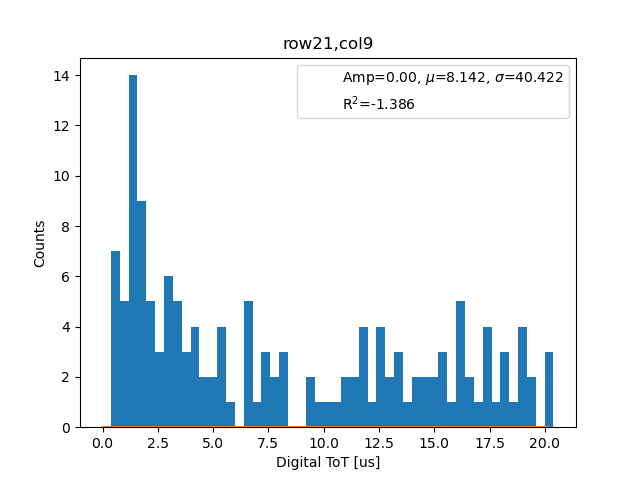 row21,col9
Amp=0.00, μ=8.142, σ=40.422
R²=-1.386
14
12
10
8
6
4
2
0
Counts
0.0 2.5 5.0 7.5 10.0 12.5 15.0 17.5 20.0
Digital ToT [us]